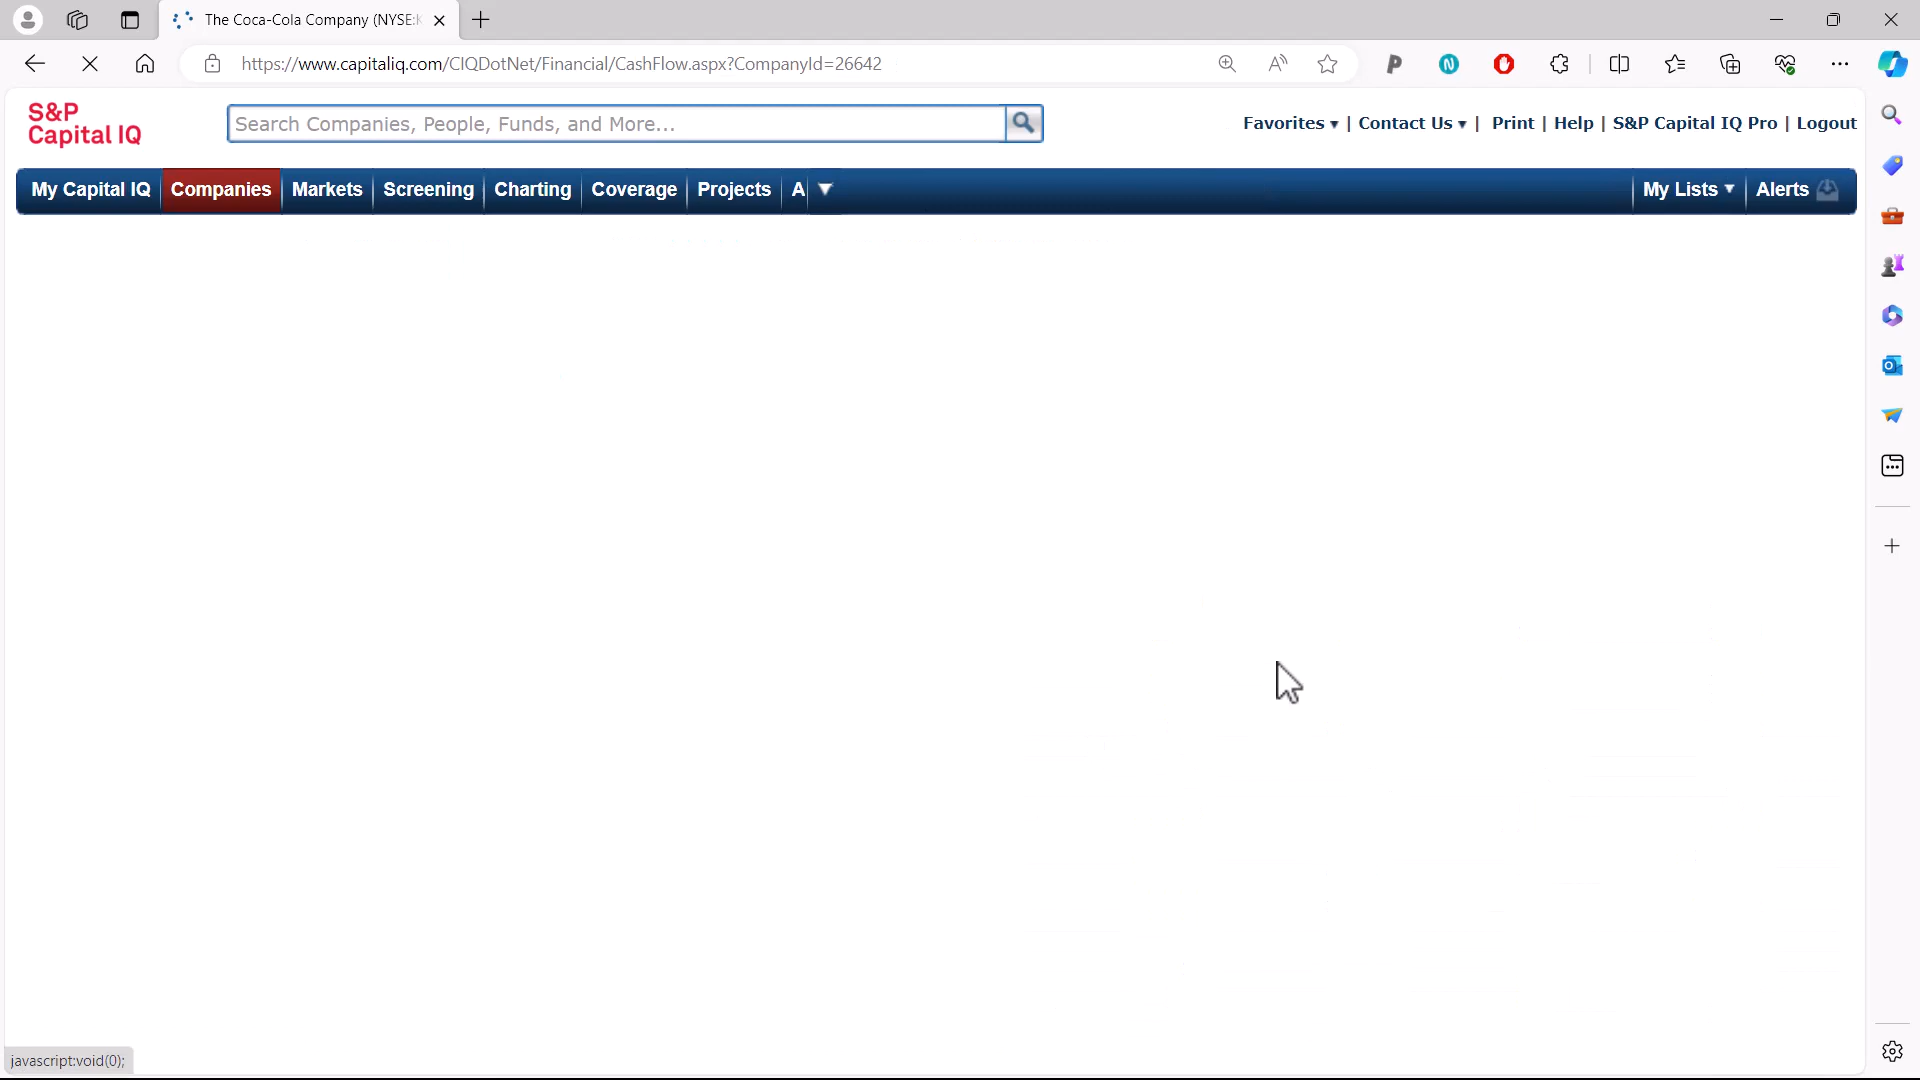 The Coca-Cola Company (NYSE:K
https://www.capitaliq.com/CIQDotNet/Financial/CashFlow.aspx?CompanyId=26642
S&P
Capital IQ
Search Companies, People, Funds, and More...
Favorites ▾ | Contact Us ▾ | Print | Help | S&P Capital IQ Pro | Logout
My Capital IQ Companies Markets Screening Charting Coverage Projects A ▼ My Lists ▼ Alerts
javascript:void(0);